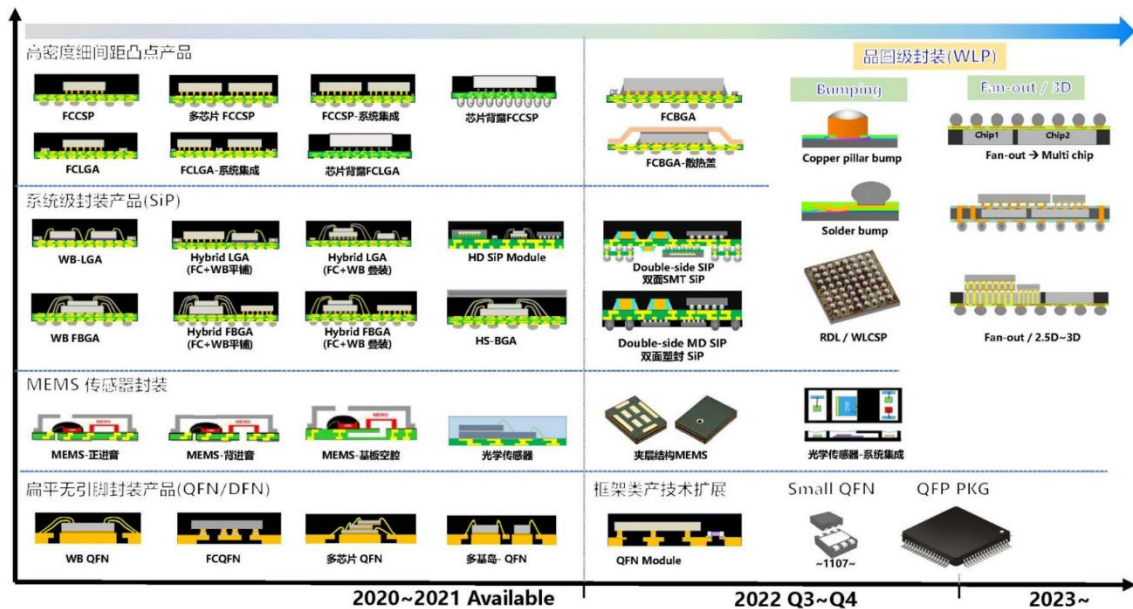 高密度细间距凸点产品
FCCSP
多芯片 FCCSP
FCCSP-系统集成
芯片背露FCCSP
FCLGA
FCLGA-系统集成
芯片背露FCLGA
FCBGA
FCBGA-散热盖
品圆级封装(WLP)
Bumping
Fan-out / 3D
Copper pillar bump
Chip1
Chip2
Fan-out → Multi chip
Solder bump
RDL / WLCSP
Fan-out / 2.5D~3D
系统级封装产品(SiP)
WB-LGA
Hybrid LGA
(FC+WB平铺)
Hybrid LGA
(FC+WB 叠装)
HD SiP Module
Double-side SIP
双面SMT SiP
WB FBGA
Hybrid FBGA
(FC+WB平铺)
Hybrid FBGA
(FC+WB 叠装)
HS-BGA
Double-side MD SIP
双面塑封 SiP
MEMS 传感器封装
MEMS
MEMS
MEMS
MEMS-正进音
MEMS-背进音
MEMS-基板空腔
光学传感器
夹层结构MEMS
光学传感器-系统集成
扁平无引脚封装产品(QFN/DFN)
WB QFN
FCQFN
多芯片 QFN
多基岛- QFN
框架类产技术扩展
QFN Module
Small QFN
~1107~
QFP PKG
2020~2021 Available
2022 Q3~Q4
2023~